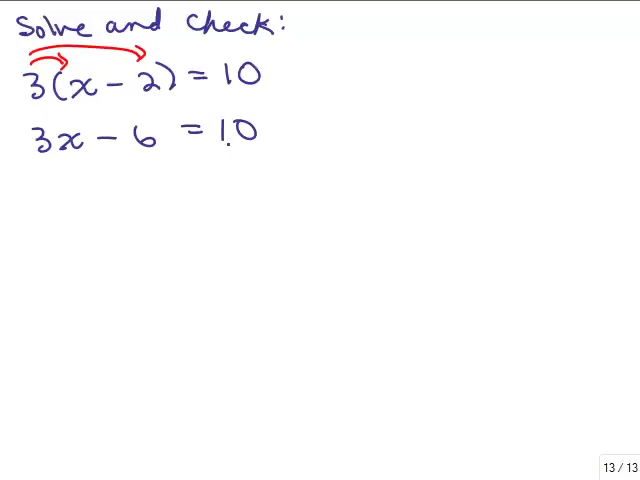 Solve and Check:
3(x - 2) = 10
3x - 6 = 10
13 / 13